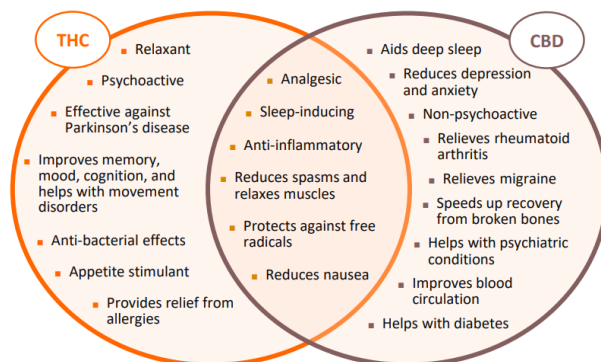 THC
▪ Relaxant
▪ Psychoactive
▪ Effective against
Parkinson's disease
▪ Improves memory,
mood, cognition, and
helps with movement
disorders
▪ Anti-bacterial effects
▪ Appetite stimulant
▪ Provides relief from
allergies
▪ Analgesic
▪ Sleep-inducing
▪ Anti-inflammatory
▪ Reduces spasms and
relaxes muscles
▪ Protects against free
radicals
▪ Reduces nausea
CBD
▪ Aids deep sleep
▪ Reduces depression
and anxiety
▪ Non-psychoactive
▪ Relieves rheumatoid
arthritis
▪ Relieves migraine
▪ Speeds up recovery
from broken bones
▪ Helps with psychiatric
conditions
▪ Improves blood
circulation
▪ Helps with diabetes